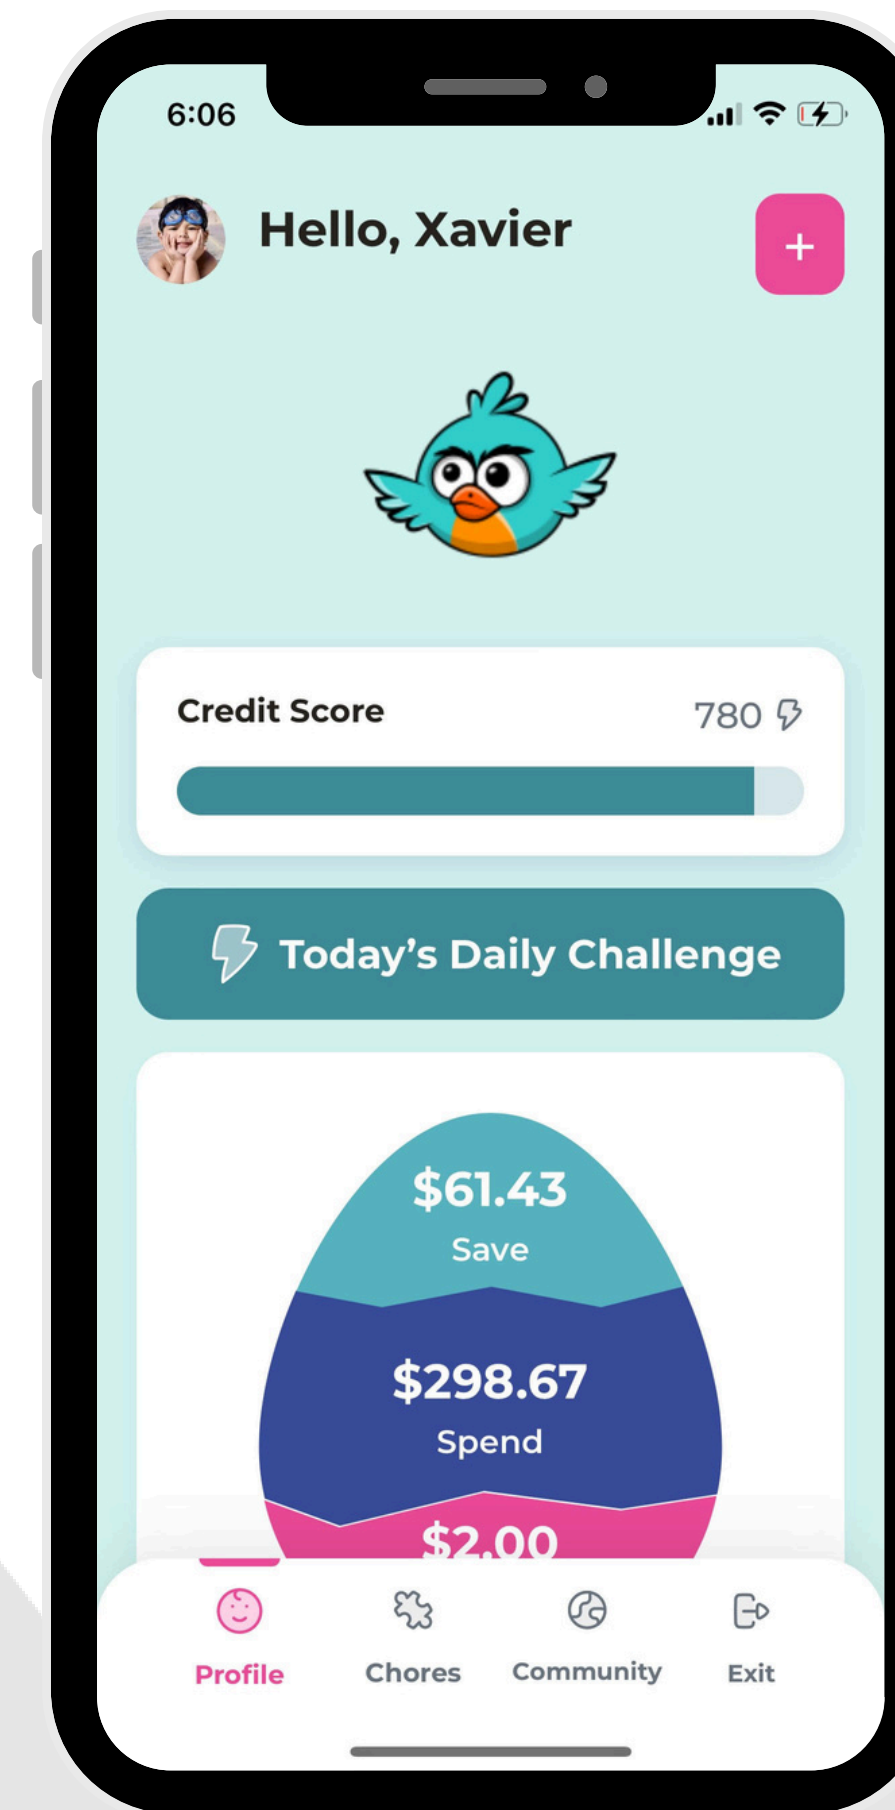 6:06
Hello, Xavier
+
Credit Score
780
Today’s Daily Challenge
$61.43
Save
$298.67
Spend
$2.00
Profile
Chores
Community
Exit